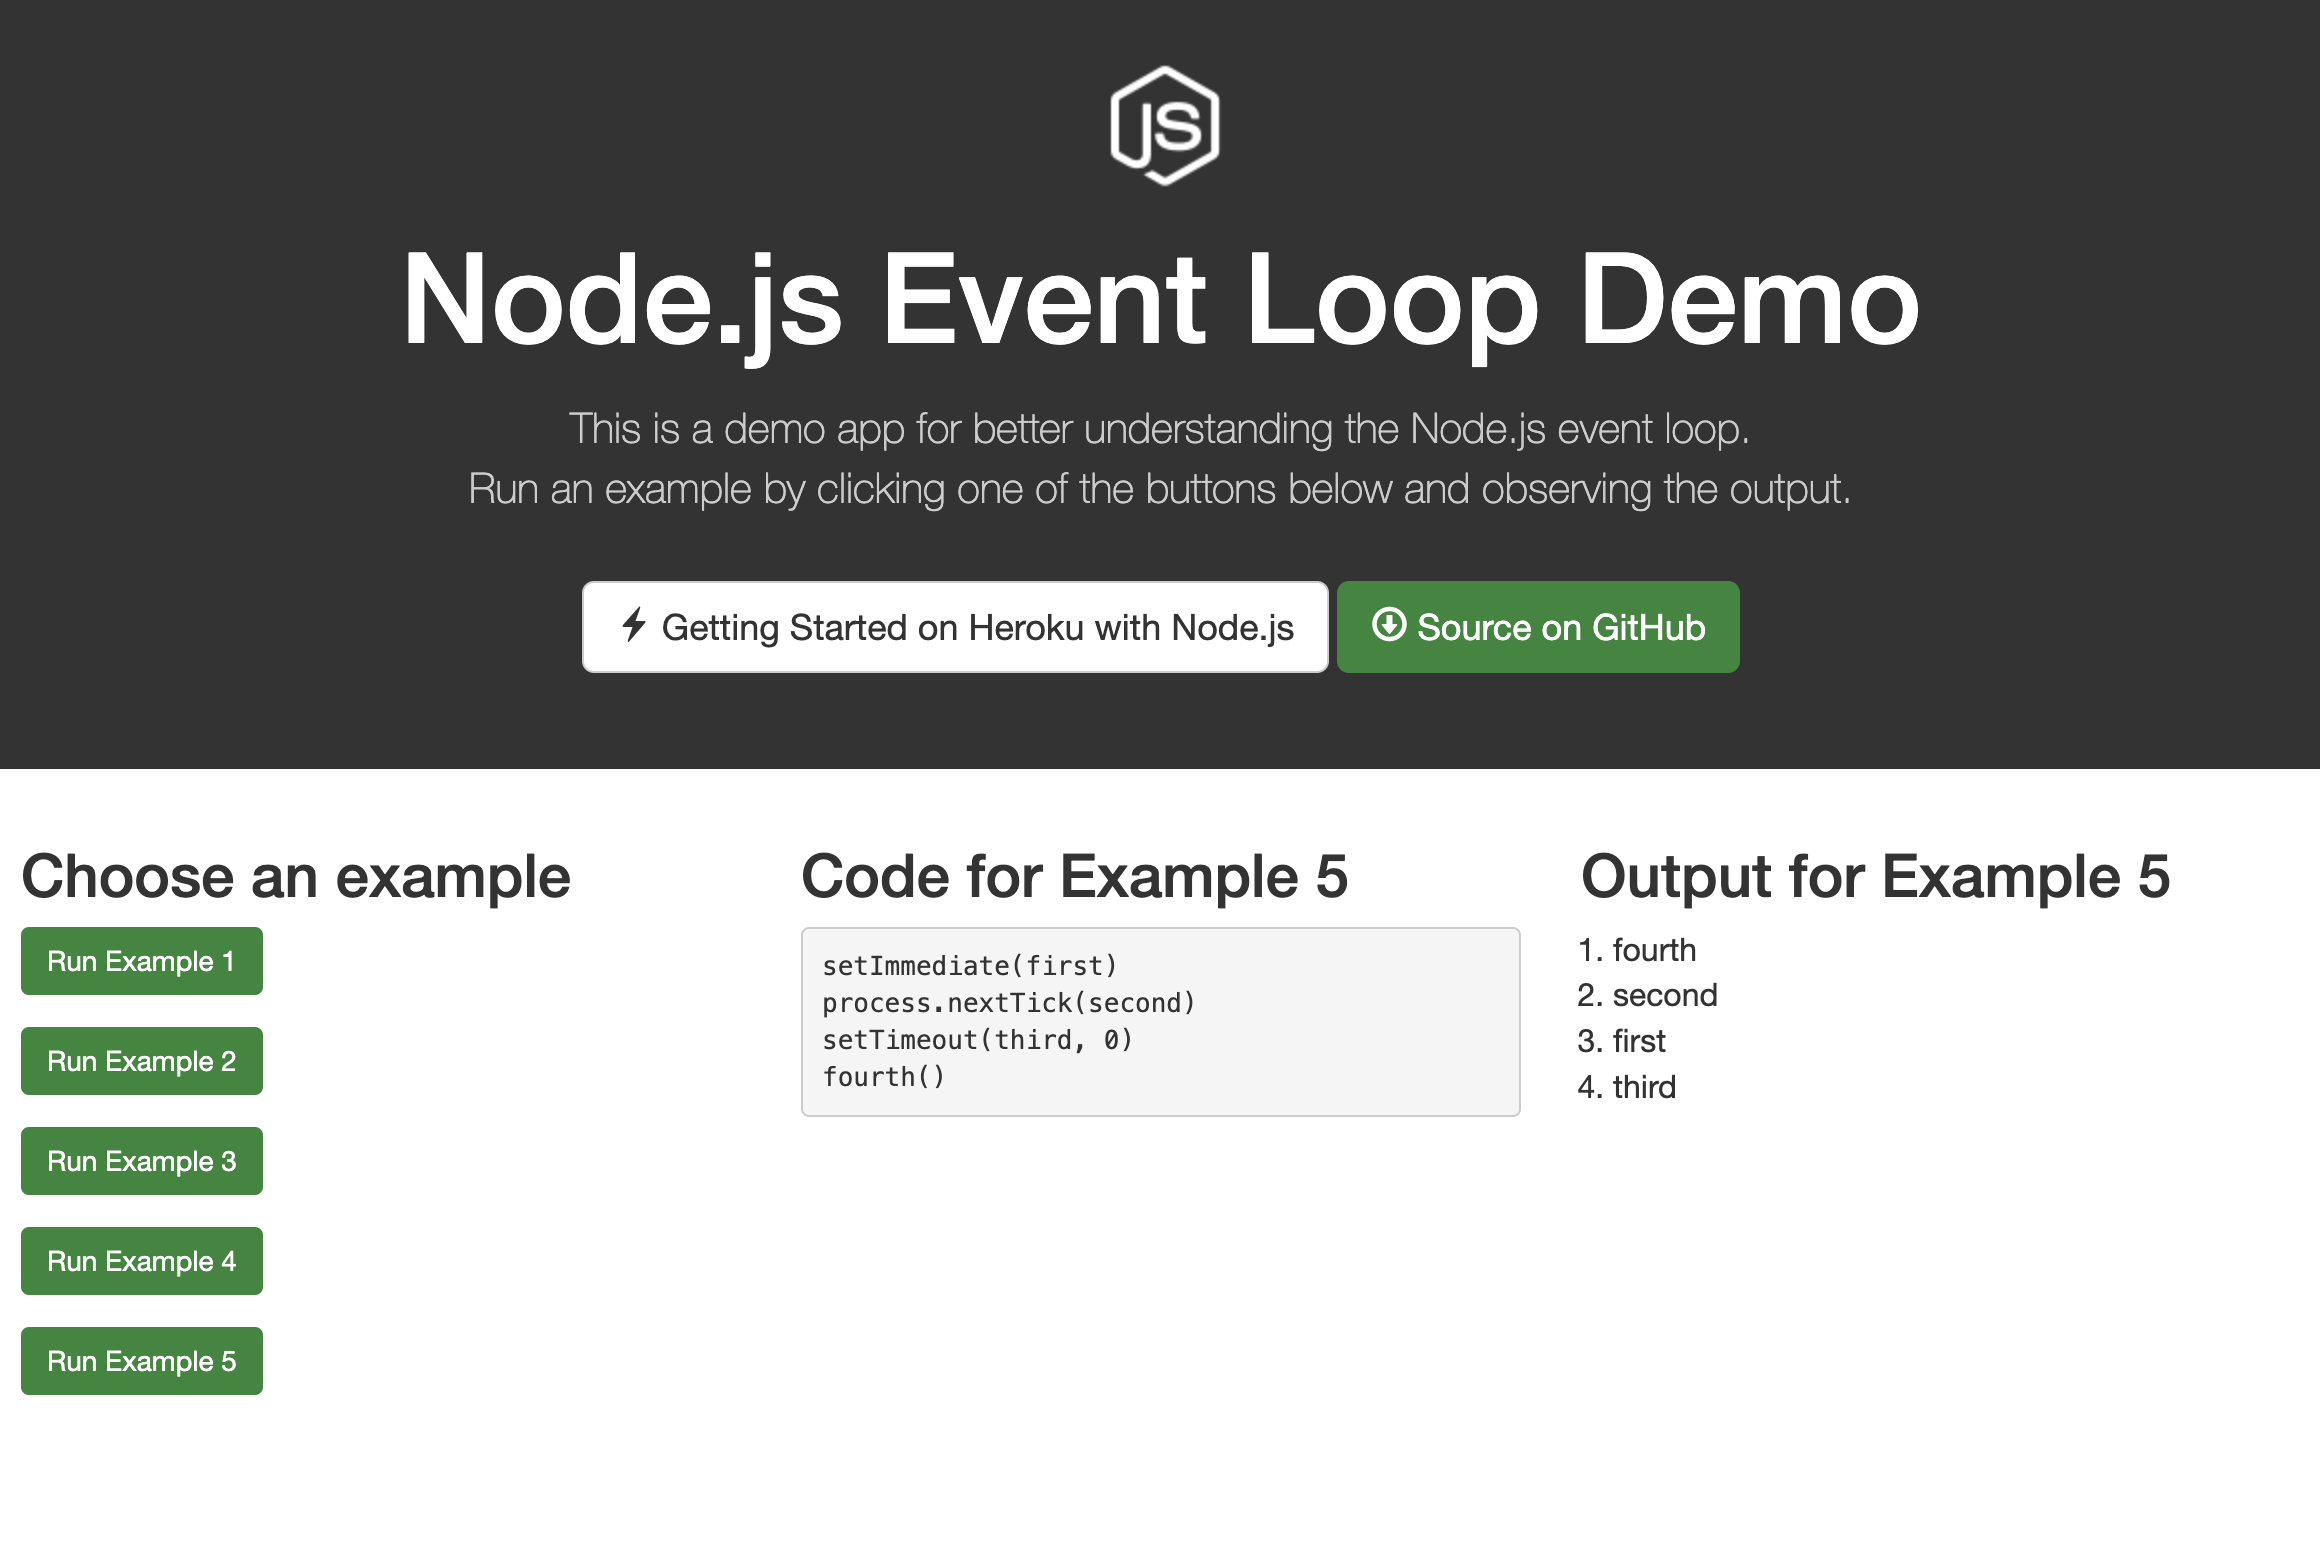 JS
Node.js Event Loop Demo
This is a demo app for better understanding the Node.js event loop.
Run an example by clicking one of the buttons below and observing the output.
Getting Started on Heroku with Node.js
Source on GitHub
Choose an example
Run Example 1
Run Example 2
Run Example 3
Run Example 4
Run Example 5
Code for Example 5
setImmediate(first)
process.nextTick(second)
setTimeout(third, 0)
fourth()
Output for Example 5
1. fourth
2. second
3. first
4. third